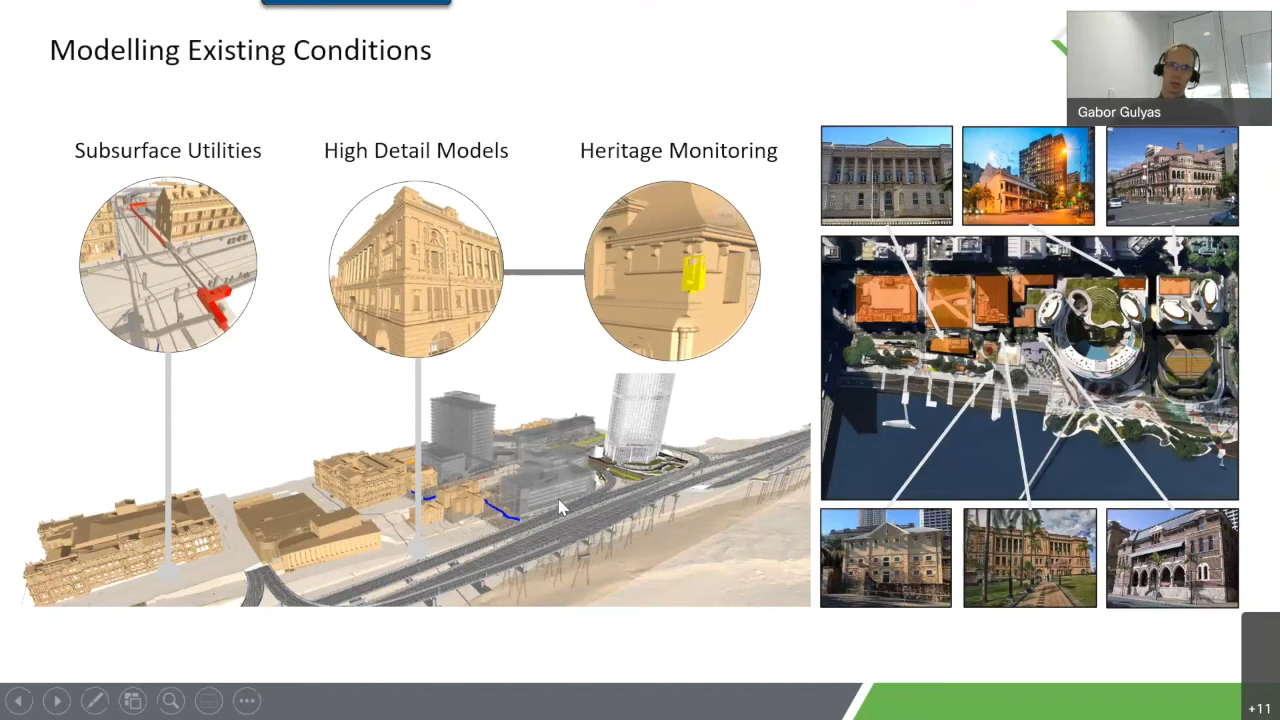 Modelling Existing Conditions
Gabor Gulyas
Subsurface Utilities
High Detail Models
Heritage Monitoring
+11